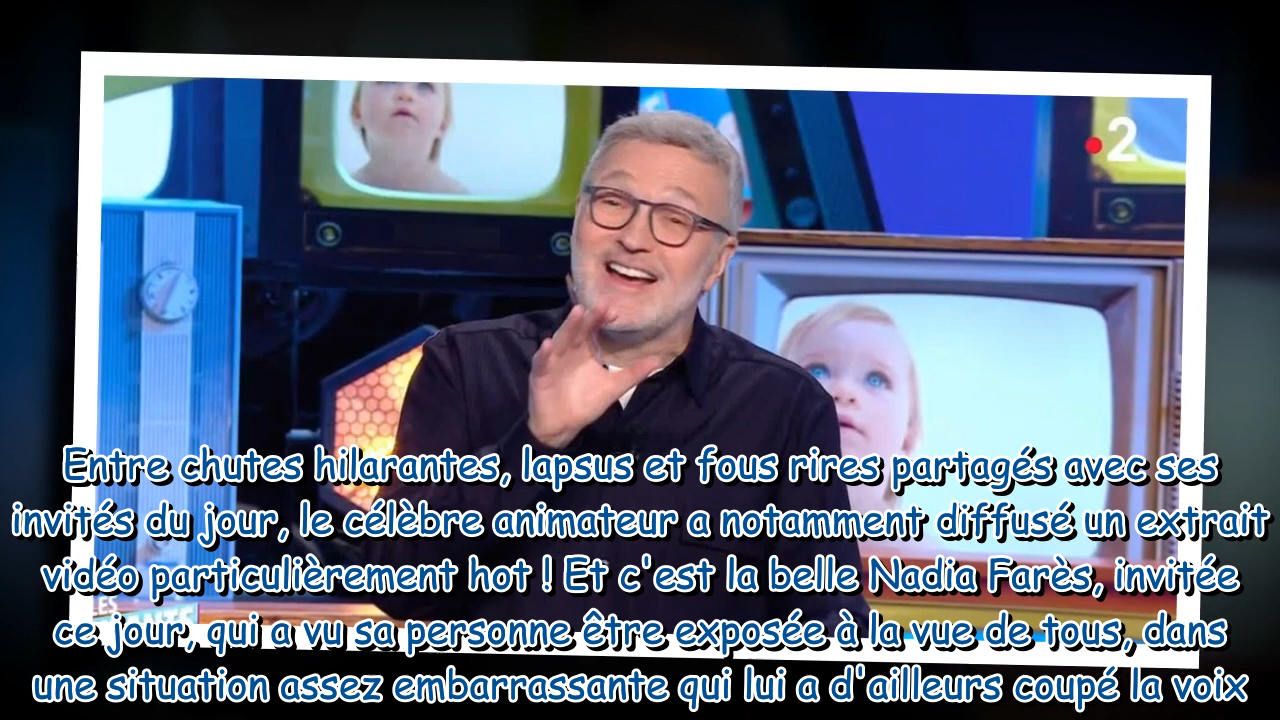 2
Entre chutes hilarantes, lapsus et fous rires partagés avec ses
invités du jour, le célèbre animateur a notamment diffusé un extrait
vidéo particulièrement hot ! Et c'est la belle Nadia Farès, invitée
LES
ce jour, qui a vu sa personne être exposée à la vue de tous, dans
une situation assez embarrassante qui lui a d'ailleurs coupé la voix